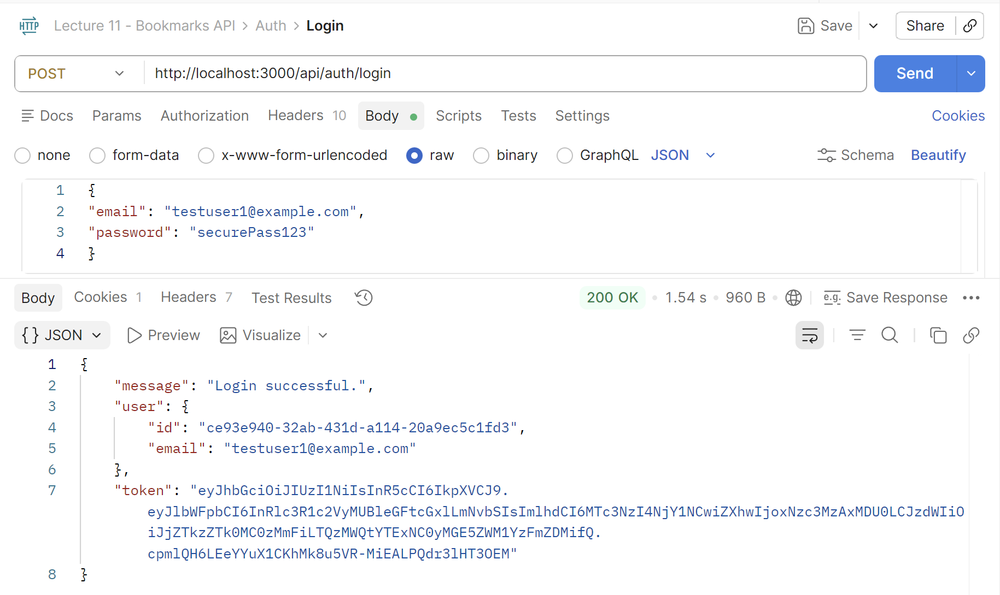 HTTP Lecture 11 - Bookmarks API > Auth > Login Save Share
POST http://localhost:3000/api/auth/login Send
Docs Params Authorization Headers 10 Body Scripts Tests Settings Cookies
none form-data x-www-form-urlencoded raw binary GraphQL JSON Schema Beautify
1 {
2 "email": "testuser1@example.com",
3 "password": "securePass123"
4 }
Body Cookies 1 Headers 7 Test Results 200 OK • 1.54 s • 960 B • e.g. Save Response
{} JSON Preview Visualize
1 {
2 "message": "Login successful.",
3 "user": {
4 "id": "ce93e940-32ab-431d-a114-20a9ec5c1fd3",
5 "email": "testuser1@example.com"
6 },
7 "token": "eyJhbGciOiJIUzI1NiIsInR5cCI6IkpXVCJ9.
eyJlbWFpbCI6InRlc3R1c2VyMUBleGFtcGxlLmNvbSIsImlhdCI6MTc3NzI4NjY1NCwiZXhwIjoxNzc3MzAxMDU0LCJzdWIiO
iJjZTkzZTk0MC0zMmFiLTQzMWQtYTExNC0yMGE5ZWM1YzFmZDMifQ.
cpmlQH6LEeYYuX1CKhMk8u5VR-MiEALPQdr3lHT3OEM"
8 }